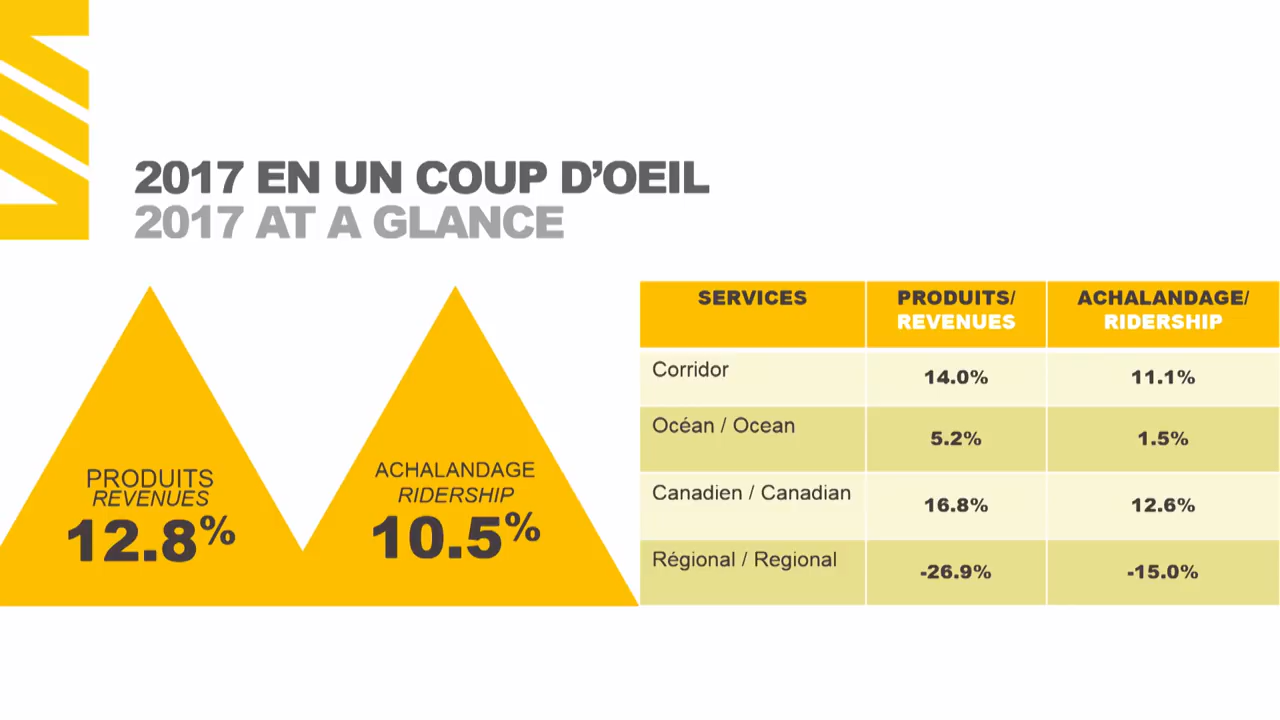 2017 EN UN COUP D’OEIL
2017 AT A GLANCE
PRODUITS
REVENUES
12.8%
ACHALANDAGE
RIDERSHIP
10.5%
SERVICES PRODUITS/ REVENUES ACHALANDAGE/ RIDERSHIP
Corridor 14.0% 11.1%
Océan / Ocean 5.2% 1.5%
Canadien / Canadian 16.8% 12.6%
Régional / Regional -26.9% -15.0%